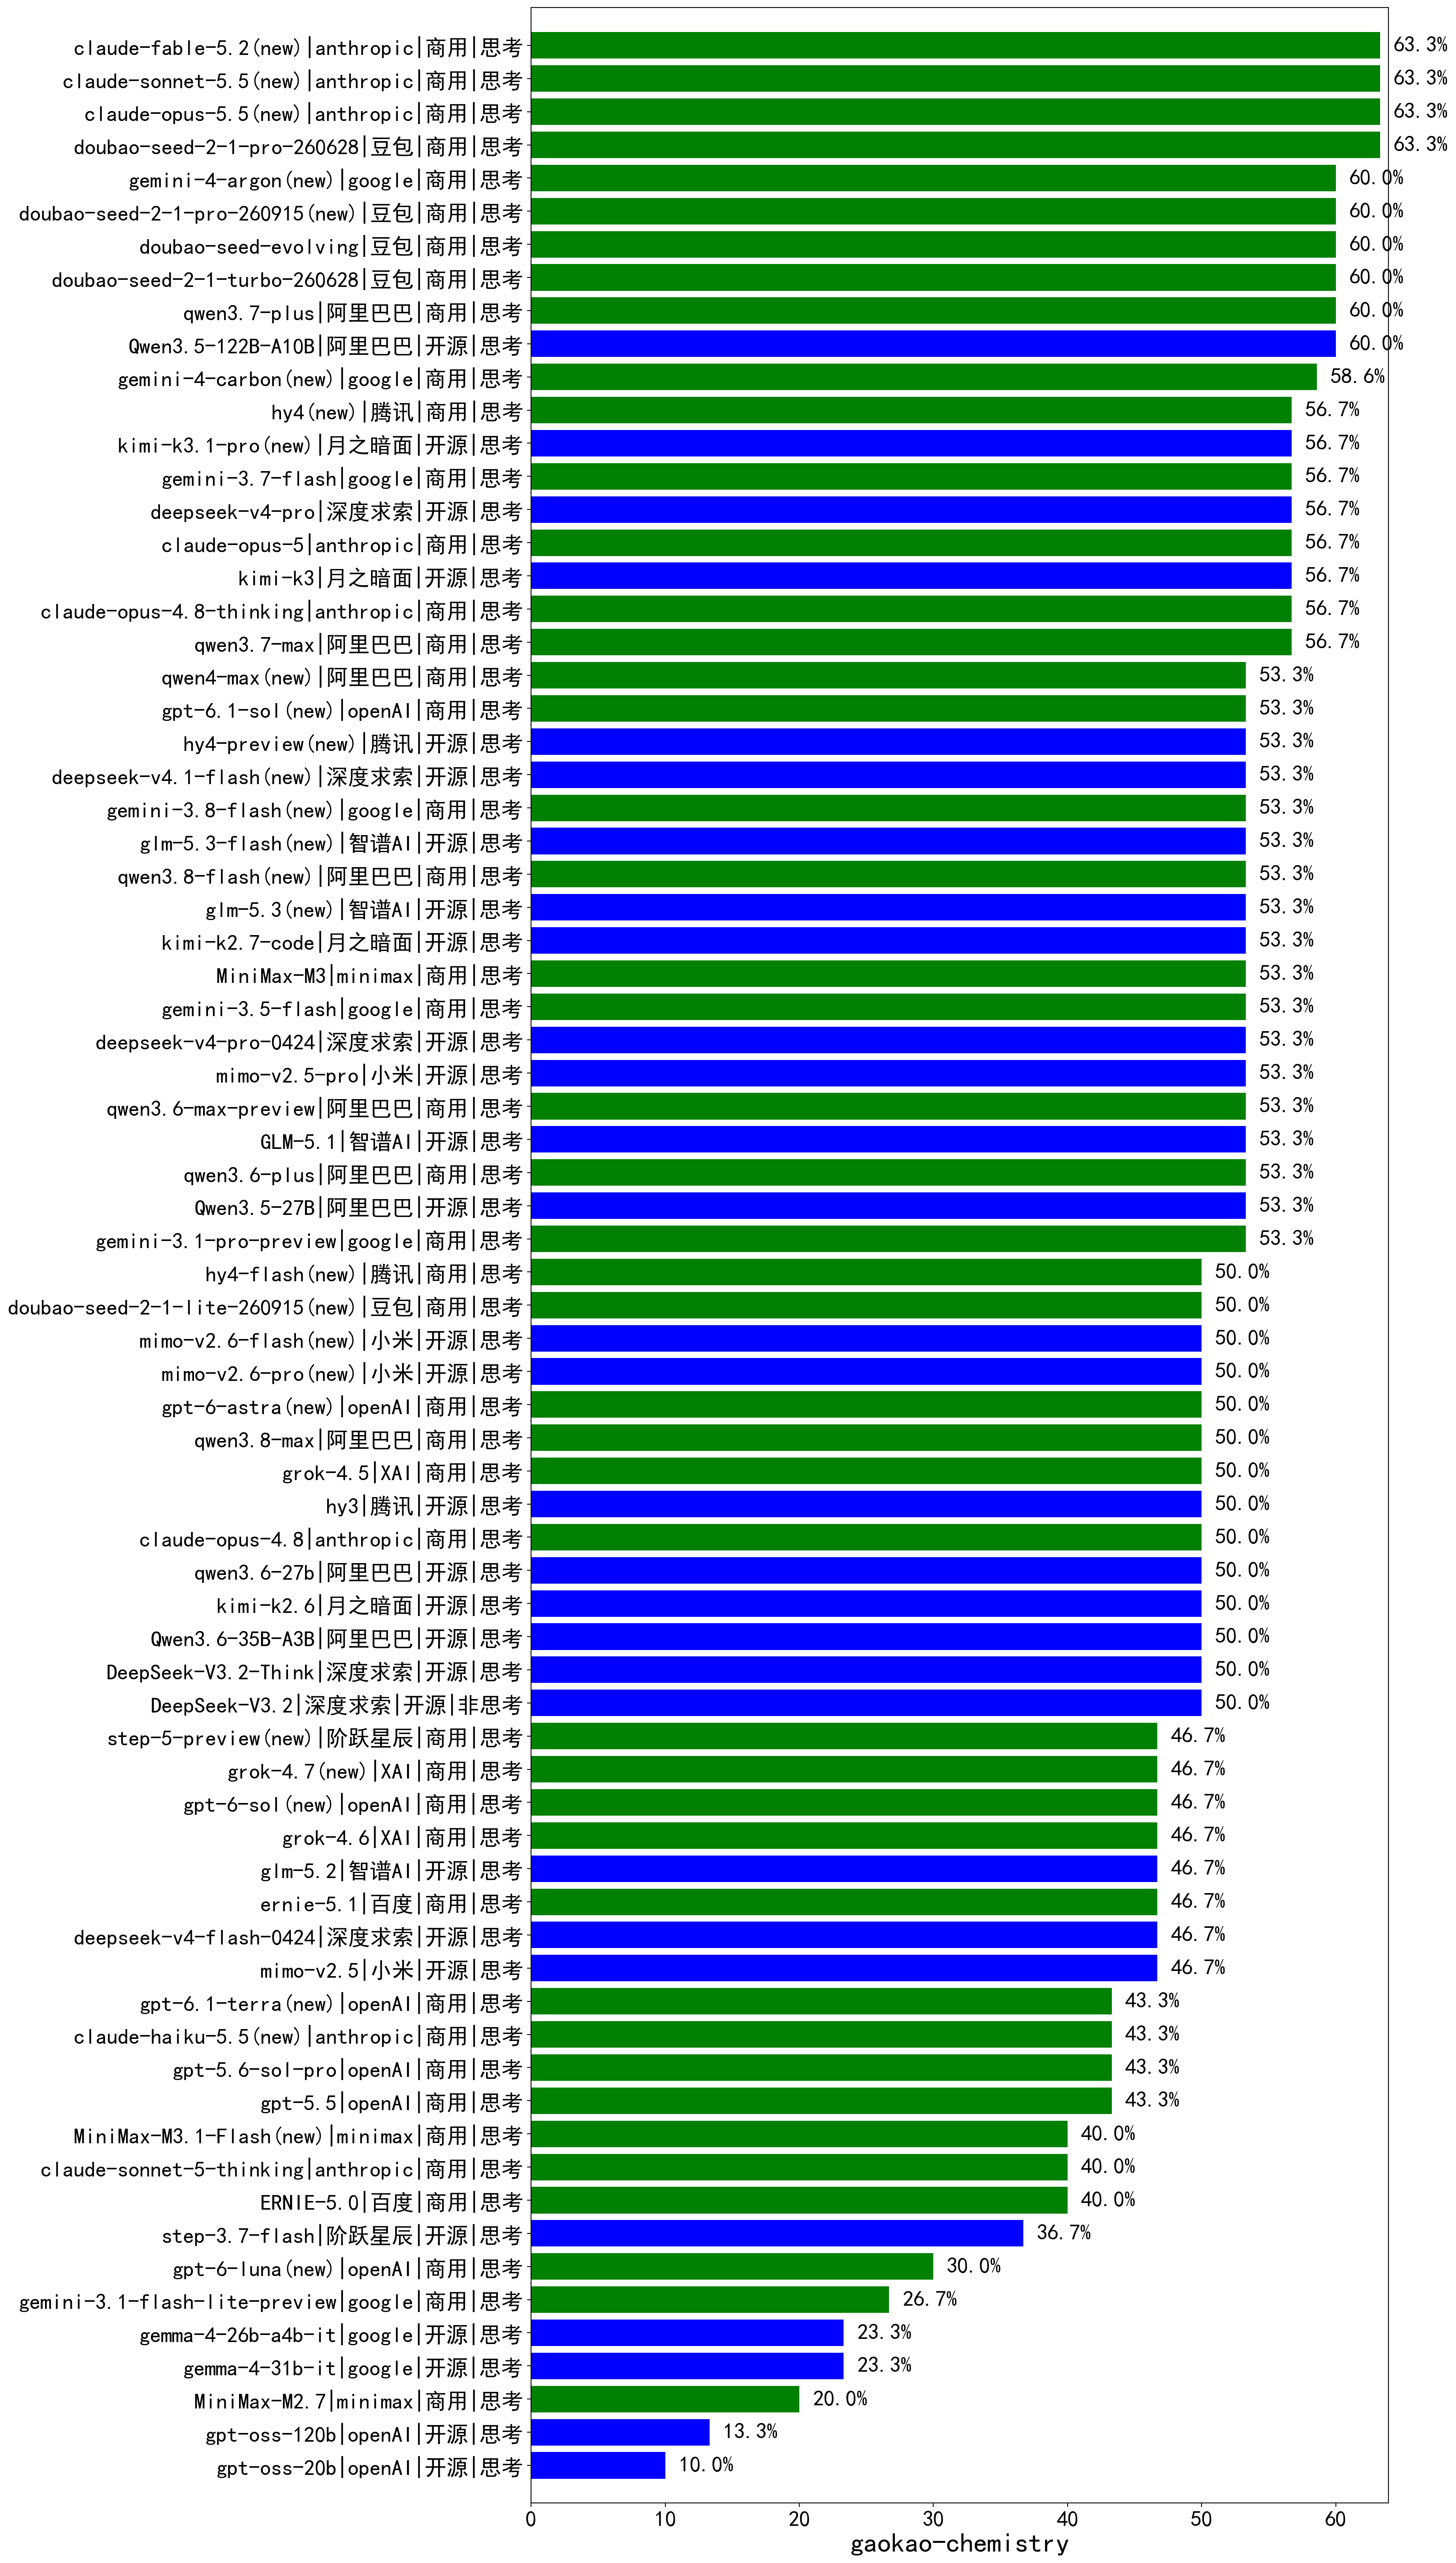 claude-fable-5.2(new)|anthropic|商用|思考 63.3%
claude-sonnet-5.5(new)|anthropic|商用|思考 63.3%
claude-opus-5.5(new)|anthropic|商用|思考 63.3%
doubao-seed-2-1-pro-260628|豆包|商用|思考 63.3%
gemini-4-argon(new)|google|商用|思考 60.0%
doubao-seed-2-1-pro-260915(new)|豆包|商用|思考 60.0%
doubao-seed-evolving|豆包|商用|思考 60.0%
doubao-seed-2-1-turbo-260628|豆包|商用|思考 60.0%
qwen3.7-plus|阿里巴巴|商用|思考 60.0%
Qwen3.5-122B-A10B|阿里巴巴|开源|思考 60.0%
gemini-4-carbon(new)|google|商用|思考 58.6%
hy4(new)|腾讯|商用|思考 56.7%
kimi-k3.1-pro(new)|月之暗面|开源|思考 56.7%
gemini-3.7-flash|google|商用|思考 56.7%
deepseek-v4-pro|深度求索|开源|思考 56.7%
claude-opus-5|anthropic|商用|思考 56.7%
kimi-k3|月之暗面|开源|思考 56.7%
claude-opus-4.8-thinking|anthropic|商用|思考 56.7%
qwen3.7-max|阿里巴巴|商用|思考 56.7%
qwen4-max(new)|阿里巴巴|商用|思考 53.3%
gpt-6.1-sol(new)|openAI|商用|思考 53.3%
hy4-preview(new)|腾讯|开源|思考 53.3%
deepseek-v4.1-flash(new)|深度求索|开源|思考 53.3%
gemini-3.8-flash(new)|google|商用|思考 53.3%
glm-5.3-flash(new)|智谱AI|开源|思考 53.3%
qwen3.8-flash(new)|阿里巴巴|商用|思考 53.3%
glm-5.3(new)|智谱AI|开源|思考 53.3%
kimi-k2.7-code|月之暗面|开源|思考 53.3%
MiniMax-M3|minimax|商用|思考 53.3%
gemini-3.5-flash|google|商用|思考 53.3%
deepseek-v4-pro-0424|深度求索|开源|思考 53.3%
mimo-v2.5-pro|小米|开源|思考 53.3%
qwen3.6-max-preview|阿里巴巴|商用|思考 53.3%
GLM-5.1|智谱AI|开源|思考 53.3%
qwen3.6-plus|阿里巴巴|商用|思考 53.3%
Qwen3.5-27B|阿里巴巴|开源|思考 53.3%
gemini-3.1-pro-preview|google|商用|思考 53.3%
hy4-flash(new)|腾讯|商用|思考 50.0%
doubao-seed-2-1-lite-260915(new)|豆包|商用|思考 50.0%
mimo-v2.6-flash(new)|小米|开源|思考 50.0%
mimo-v2.6-pro(new)|小米|开源|思考 50.0%
gpt-6-astra(new)|openAI|商用|思考 50.0%
qwen3.8-max|阿里巴巴|商用|思考 50.0%
grok-4.5|XAI|商用|思考 50.0%
hy3|腾讯|开源|思考 50.0%
claude-opus-4.8|anthropic|商用|思考 50.0%
qwen3.6-27b|阿里巴巴|开源|思考 50.0%
kimi-k2.6|月之暗面|开源|思考 50.0%
Qwen3.6-35B-A3B|阿里巴巴|开源|思考 50.0%
DeepSeek-V3.2-Think|深度求索|开源|思考 50.0%
DeepSeek-V3.2|深度求索|开源|非思考 50.0%
step-5-preview(new)|阶跃星辰|商用|思考 46.7%
grok-4.7(new)|XAI|商用|思考 46.7%
gpt-6-sol(new)|openAI|商用|思考 46.7%
grok-4.6|XAI|商用|思考 46.7%
glm-5.2|智谱AI|开源|思考 46.7%
ernie-5.1|百度|商用|思考 46.7%
deepseek-v4-flash-0424|深度求索|开源|思考 46.7%
mimo-v2.5|小米|开源|思考 46.7%
gpt-6.1-terra(new)|openAI|商用|思考 43.3%
claude-haiku-5.5(new)|anthropic|商用|思考 43.3%
gpt-5.6-sol-pro|openAI|商用|思考 43.3%
gpt-5.5|openAI|商用|思考 43.3%
MiniMax-M3.1-Flash(new)|minimax|商用|思考 40.0%
claude-sonnet-5-thinking|anthropic|商用|思考 40.0%
ERNIE-5.0|百度|商用|思考 40.0%
step-3.7-flash|阶跃星辰|开源|思考 36.7%
gpt-6-luna(new)|openAI|商用|思考 30.0%
gemini-3.1-flash-lite-preview|google|商用|思考 26.7%
gemma-4-26b-a4b-it|google|开源|思考 23.3%
gemma-4-31b-it|google|开源|思考 23.3%
MiniMax-M2.7|minimax|商用|思考 20.0%
gpt-oss-120b|openAI|开源|思考 13.3%
gpt-oss-20b|openAI|开源|思考 10.0%
0 10 20 30 40 50 60
gaokao-chemistry